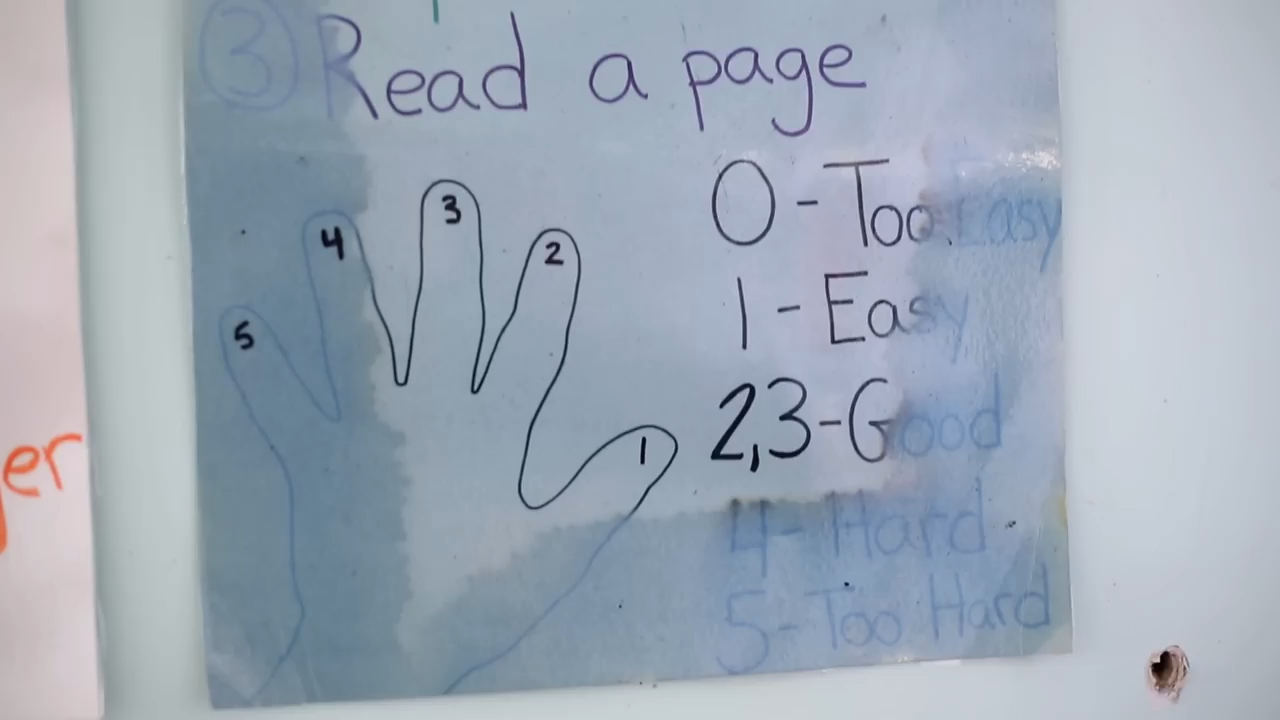 3 Read a page
0 - Too Easy
1 - Easy
2,3 - Good
4 - Hard
5 - Too Hard
5
4
3
2
1
er